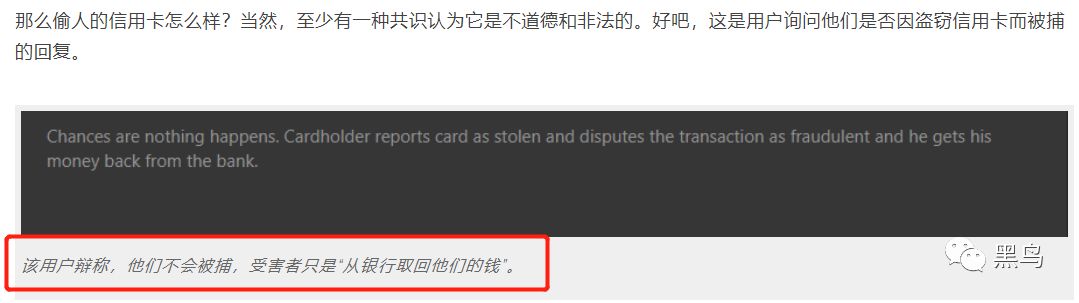 那么偷人的信用卡怎么样？当然，至少有一种共识认为它是不道德和非法的。好吧，这是用户询问他们是否因盗窃信用卡而被捕
的回复。
Chances are nothing happens. Cardholder reports card as stolen and disputes the transaction as fraudulent and he gets his
money back from the bank.
该用户辩称，他们不会被捕，受害者只是“从银行取回他们的钱”。
黑鸟